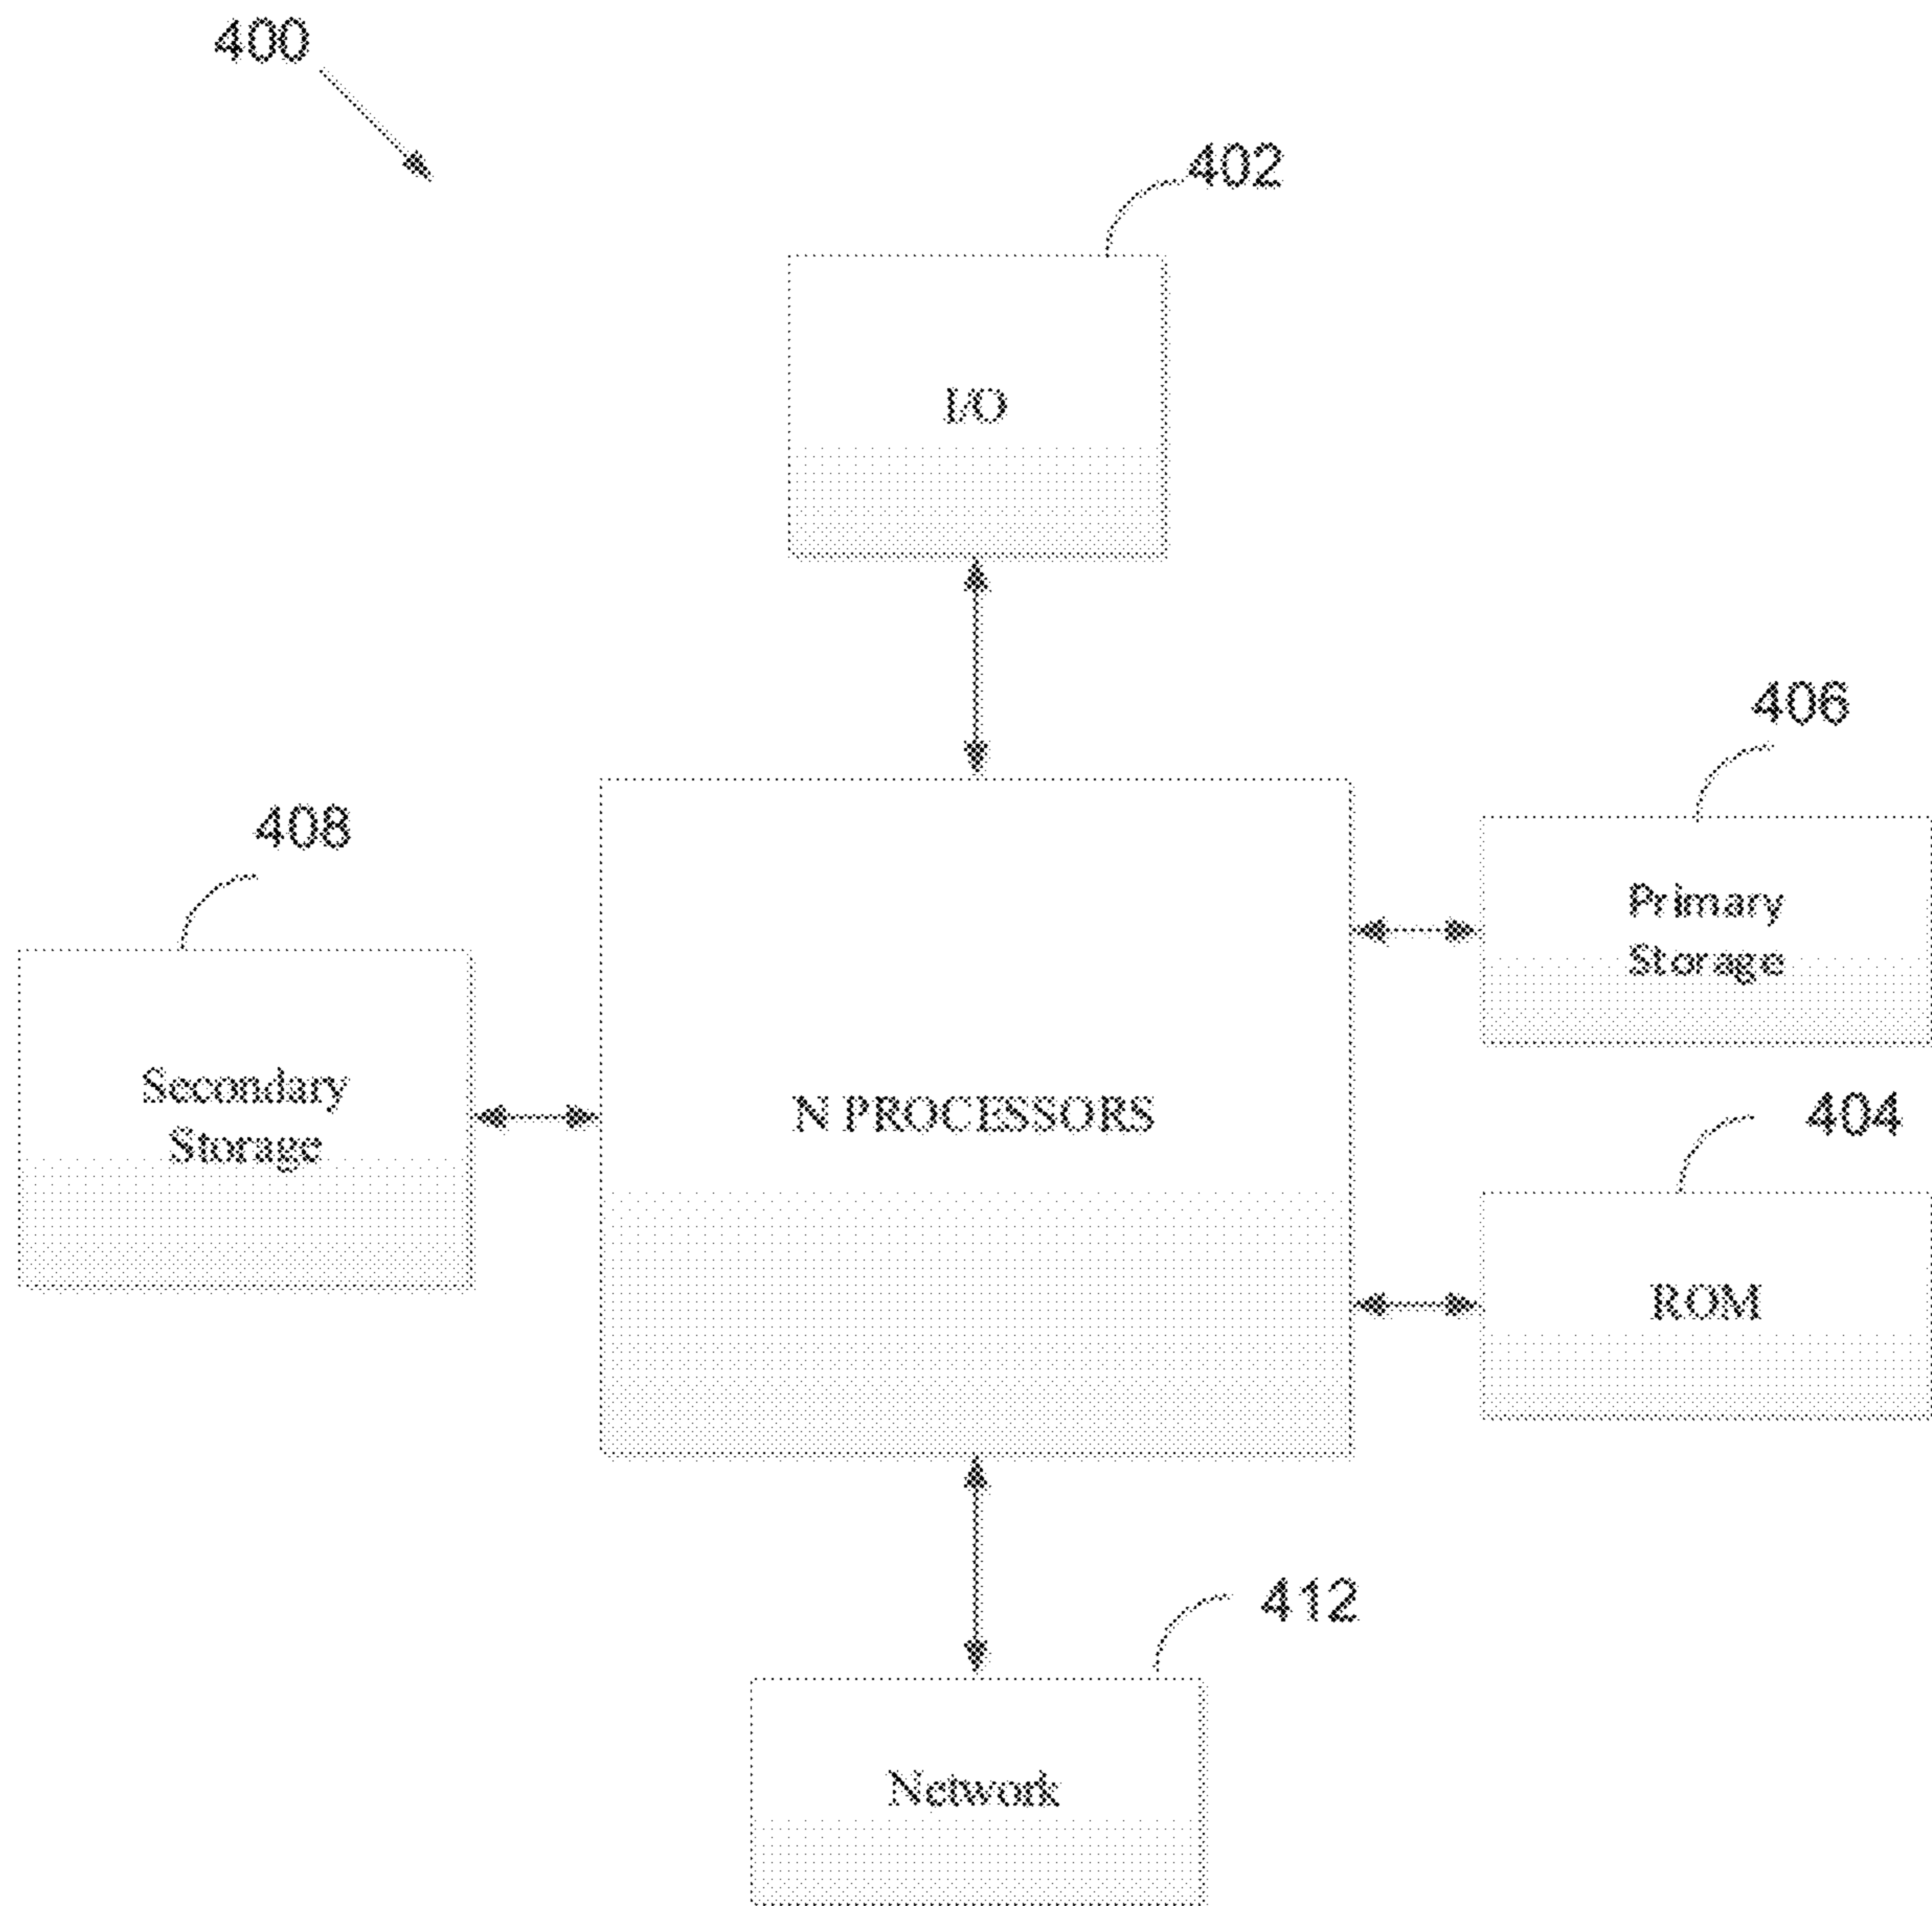 400
402
I/O
406
408
Primary
Storage
Secondary
Storage
N PROCESSORS
404
ROM
412
Network